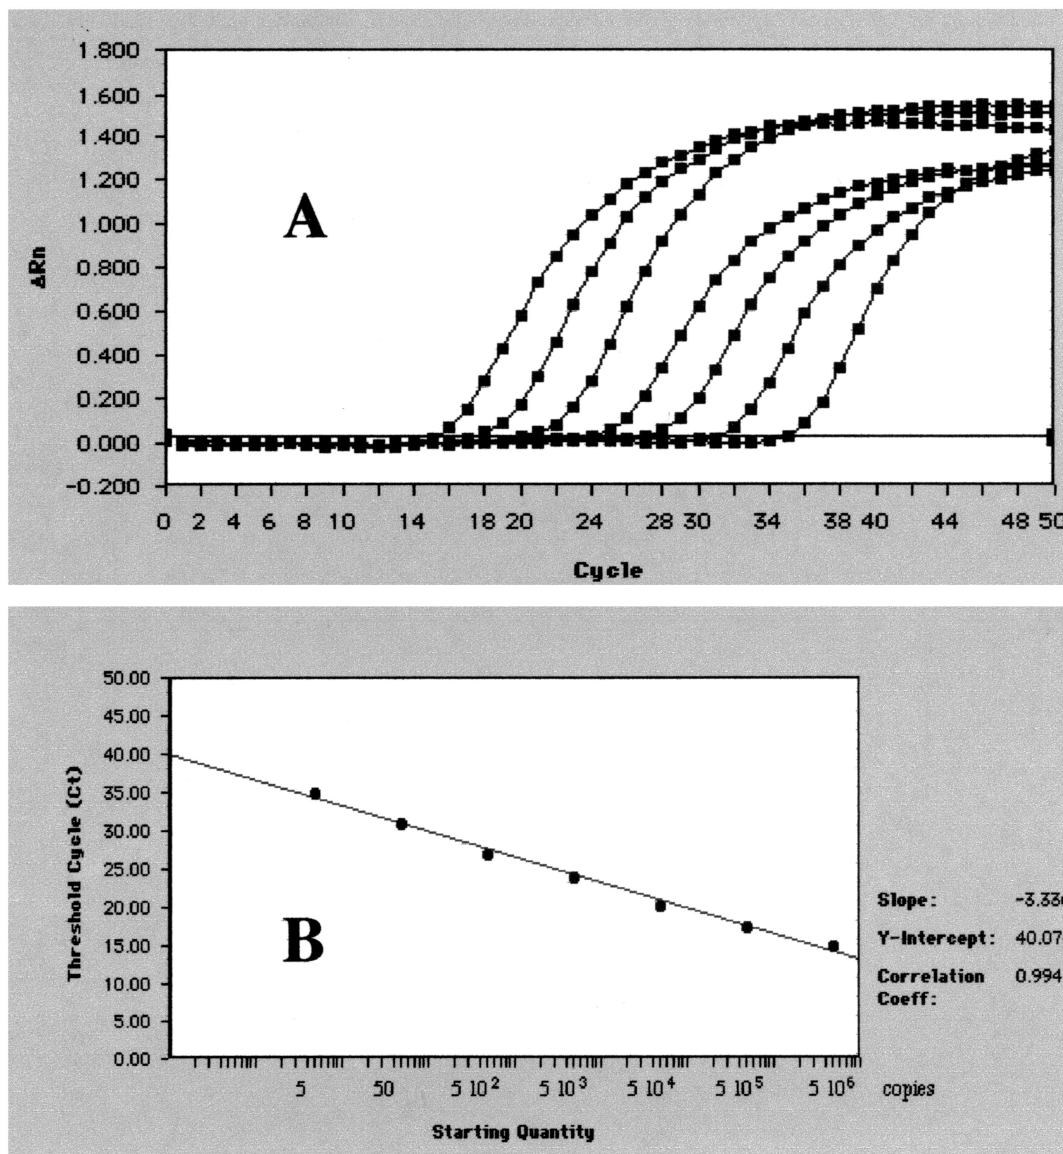 1.800
1.600
1.400
1.200
1.000
0.800
0.600
0.400
0.200
0.000
-0.200
ΔRn
A
0 2 4 6 8 10 14 18 20 24 28 30 34 38 40 44 48 50
Cycle
50.00
45.00
40.00
35.00
30.00
25.00
20.00
15.00
10.00
5.00
0.00
Threshold Cycle (Ct)
B
Slope: -3.33
Y-Intercept: 40.07
Correlation 0.994
Coeff:
5 50 5 10² 5 10³ 5 10⁴ 5 10⁵ 5 10⁶ copies
Starting Quantity